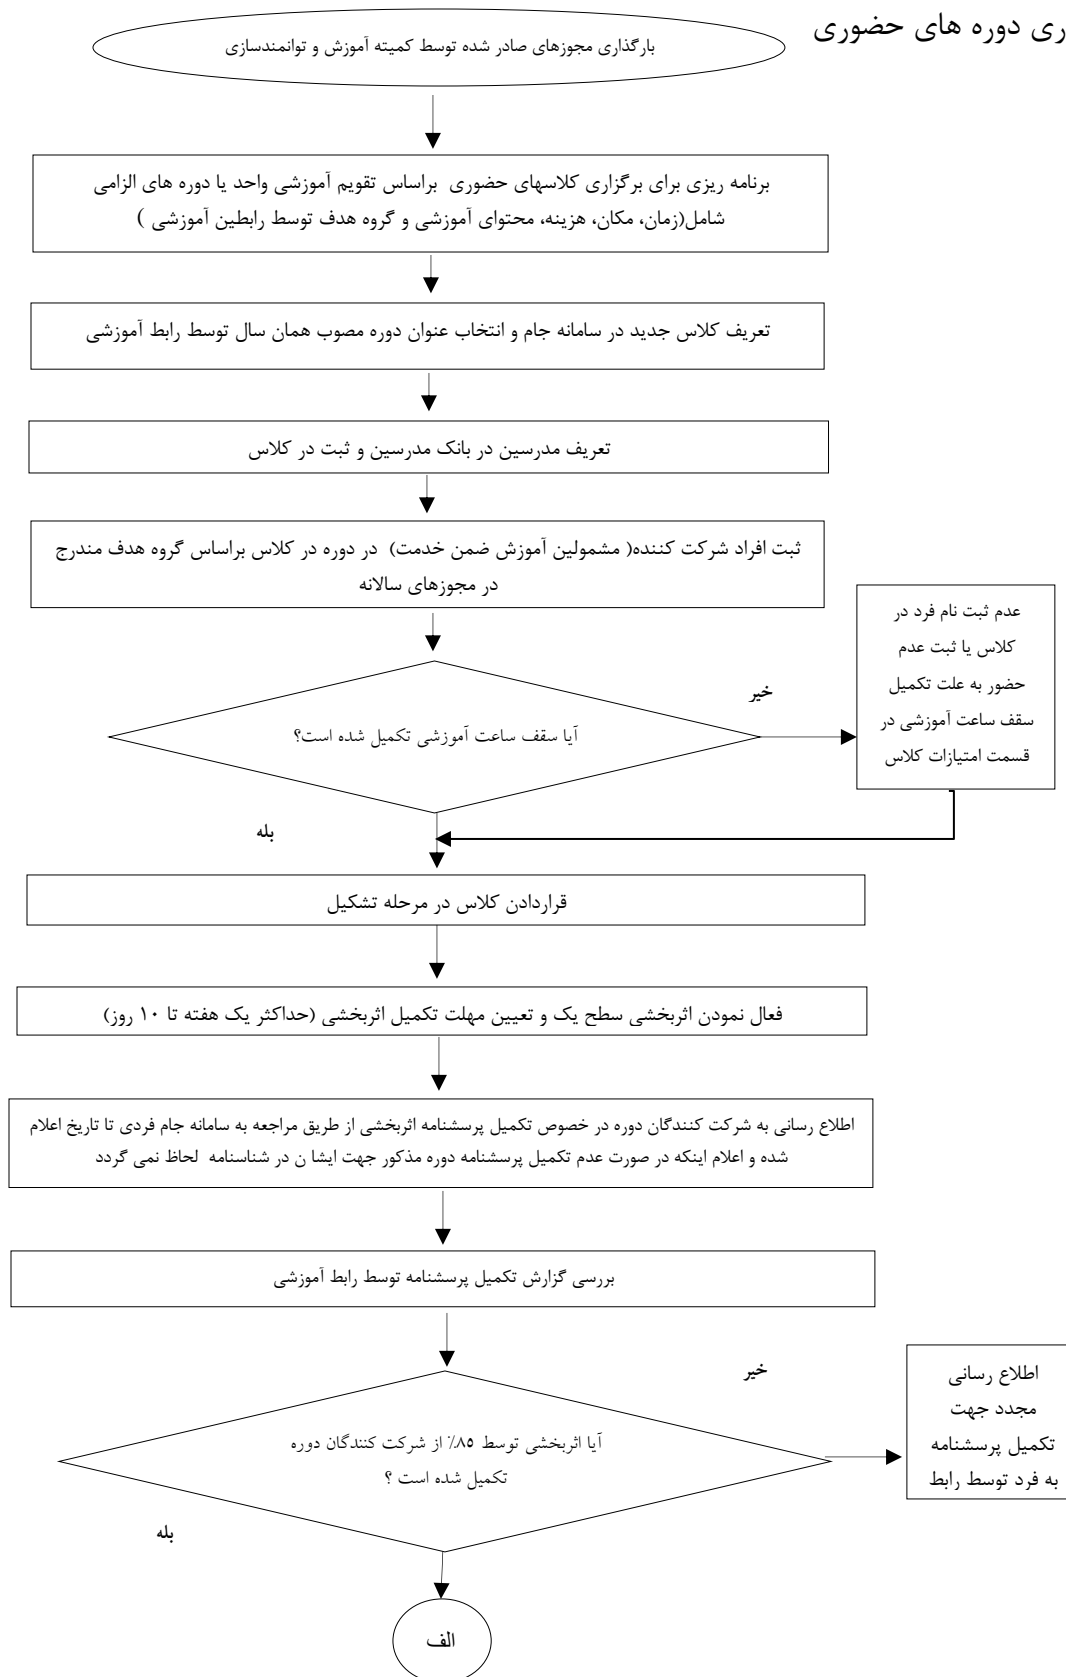 ری دوره های حضوری
بارگذاری مجوزهای صادر شده توسط کمیته آموزش و توانمندسازی
برنامه ریزی برای برگزاری کلاسهای حضوری براساس تقویم آموزشی واحد یا دوره های الزامی
شامل(زمان، مکان، هزینه، محتوای آموزشی و گروه هدف توسط رابطین آموزشی )
تعریف کلاس جدید در سامانه جام و انتخاب عنوان دوره مصوب همان سال توسط رابط آموزشی
تعریف مدرسین در بانک مدرسین و ثبت در کلاس
ثبت افراد شرکت کننده( مشمولین آموزش ضمن خدمت) در دوره در کلاس براساس گروه هدف مندرج
در مجوزهای سالانه
عدم ثبت نام فرد در
کلاس یا ثبت عدم
حضور به علت تکمیل
سقف ساعت آموزشی در
قسمت امتیازات کلاس
خیر
آیا سقف ساعت آموزشی تکمیل شده است؟
بله
قراردادن کلاس در مرحله تشکیل
فعال نمودن اثربخشی سطح یک و تعیین مهلت تکمیل اثربخشی (حداکثر یک هفته تا ۱۰ روز)
اطلاع رسانی به شرکت کنندگان دوره در خصوص تکمیل پرسشنامه اثربخشی از طریق مراجعه به سامانه جام فردی تا تاریخ اعلام
شده و اعلام اینکه در صورت عدم تکمیل پرسشنامه دوره مذکور جهت ایشا ن در شناسنامه لحاظ نمی گردد
بررسی گزارش تکمیل پرسشنامه توسط رابط آموزشی
خیر
اطلاع رسانی
مجدد جهت
تکمیل پرسشنامه
به فرد توسط رابط
آیا اثربخشی توسط ۸۵٪ از شرکت کنندگان دوره
تکمیل شده است ؟
بله
الف